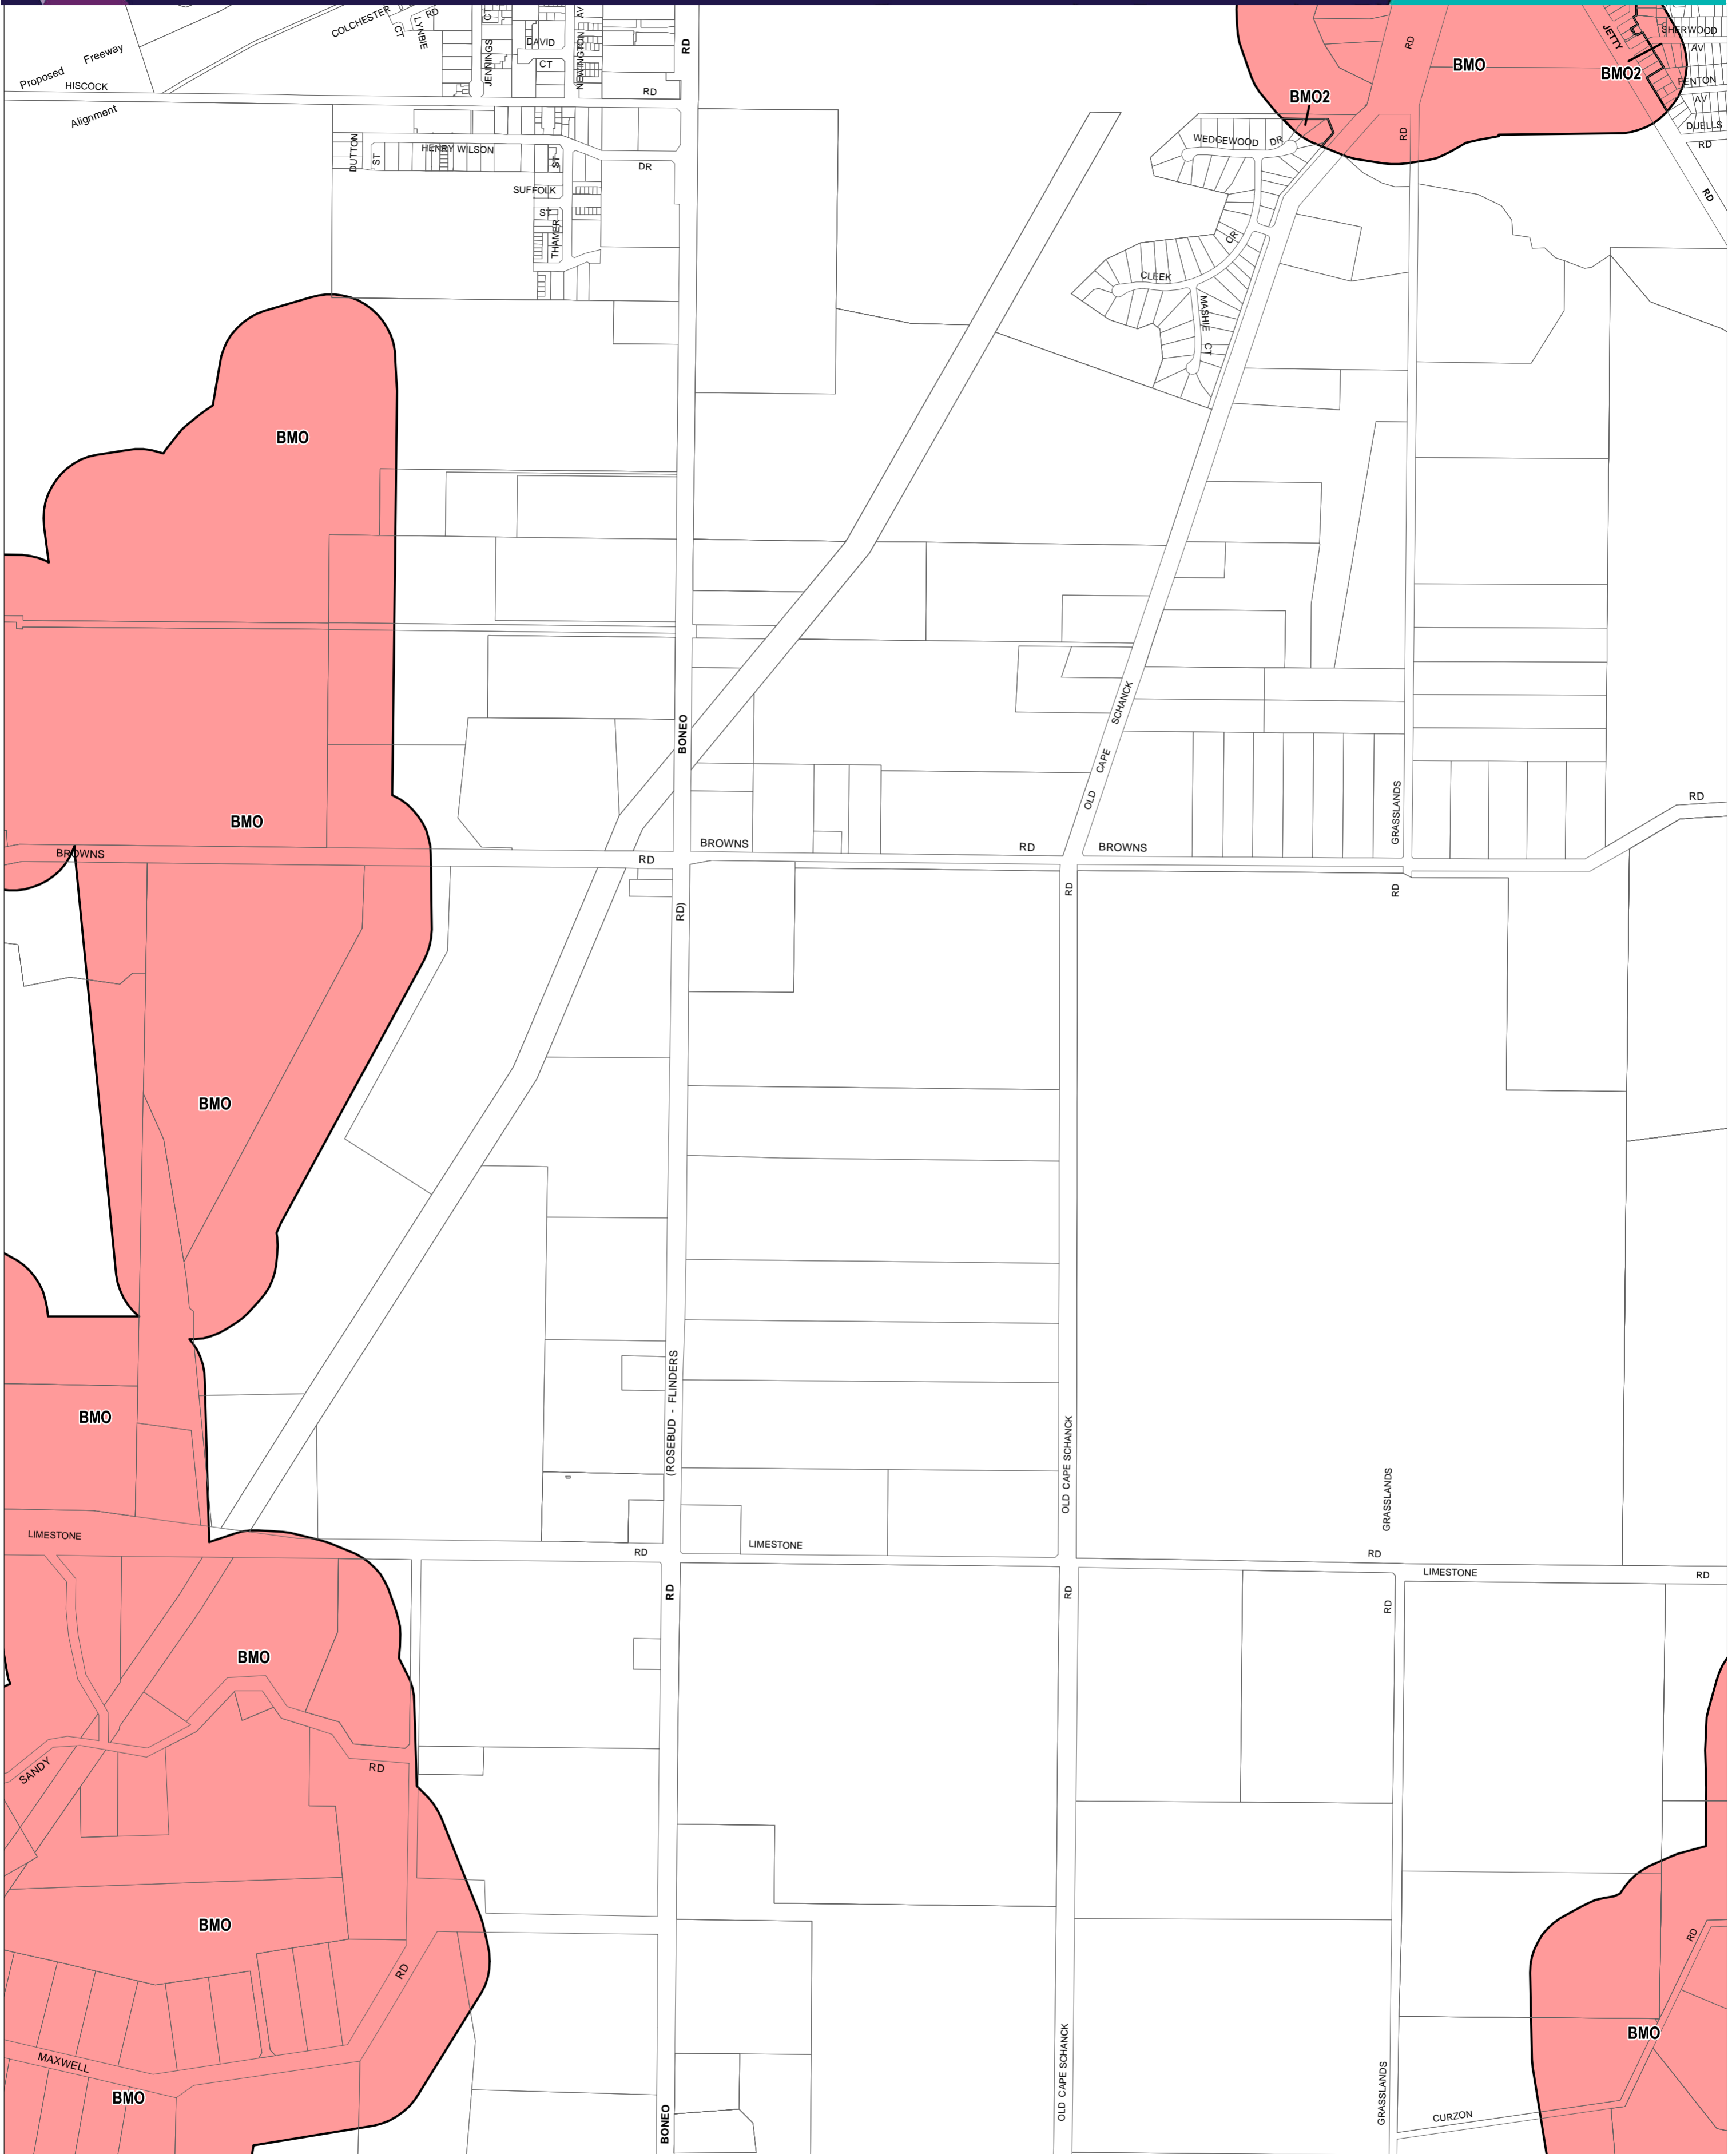 COLCHESTER
RD
LYNBIE
CT
JENNINGS
CT
DAVID
CT
NEWINGTON
AV
RD
Proposed Freeway
Alignment
HISCOCK
RD
DUTTON
ST
HENRY WILSON
DR
ST
SUFFOLK
ST
THAMER
RD
BMO
JETTY
SHERWOOD
AV
BMO2
FENTON
AV
DUELLS
RD
RD
BMO2
RD
WEDGEWOOD
DR
CR
CLEEK
MASHIE
CT
BMO
BONEO
OLD CAPE SCHANCK
GRASSLANDS
RD
BMO
BROWNS
RD
BROWNS
RD
BROWNS
RD)
RD
RD
BMO
(ROSEBUD - FLINDERS
OLD CAPE SCHANCK
GRASSLANDS
BMO
LIMESTONE
RD
LIMESTONE
RD
LIMESTONE
RD
RD
RD
RD
BMO
SANDY
RD
BMO
RD
RD
MAXWELL
BMO
BONEO
OLD CAPE SCHANCK
GRASSLANDS
BMO
CURZON